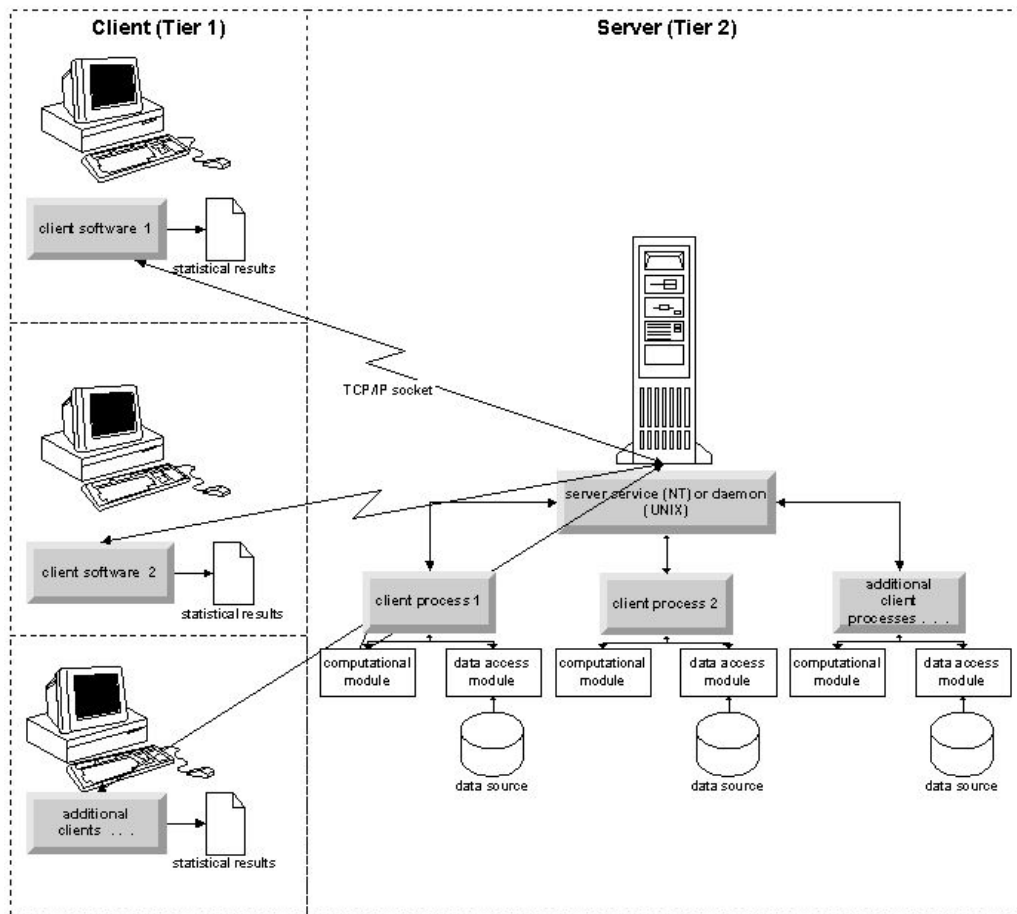 Client (Tier 1)
Server (Tier 2)
client software 1
statistical results
TCP/IP socket
server service (NT) or daemon
(UNIX)
client software 2
statistical results
client process 1
client process 2
additional
client
processes . . .
computational
module
data access
module
computational
module
data access
module
computational
module
data access
module
data source
data source
data source
additional
clients . . .
statistical results